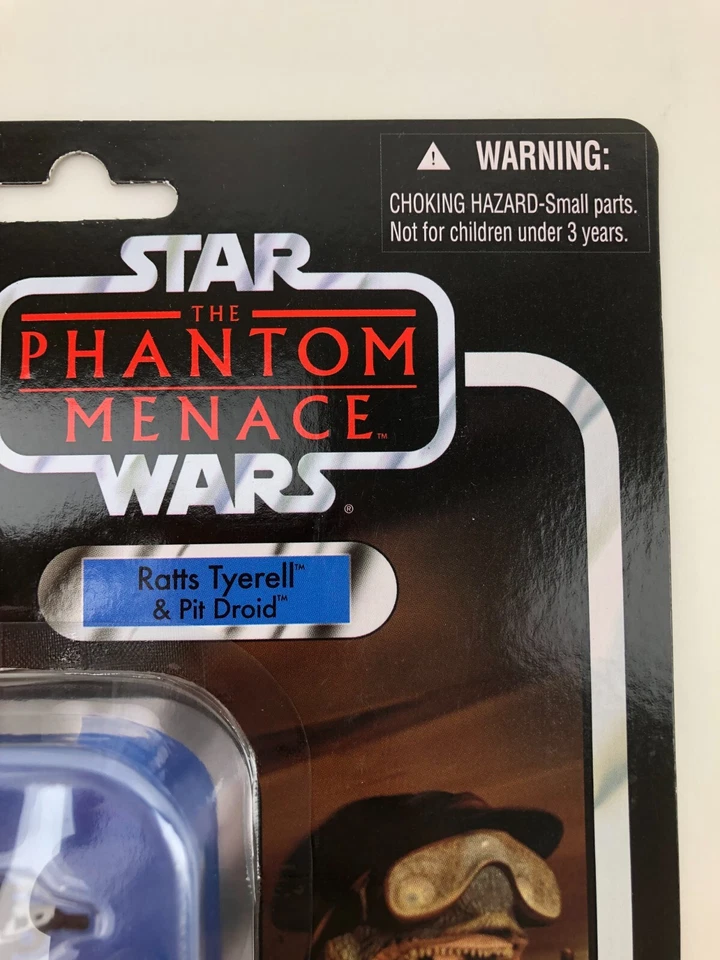 ⚠ WARNING:
CHOKING HAZARD-Small parts.
Not for children under 3 years.
STAR
THE
PHANTOM
MENACE™
WARS®
Ratts Tyerell™
& Pit Droid™